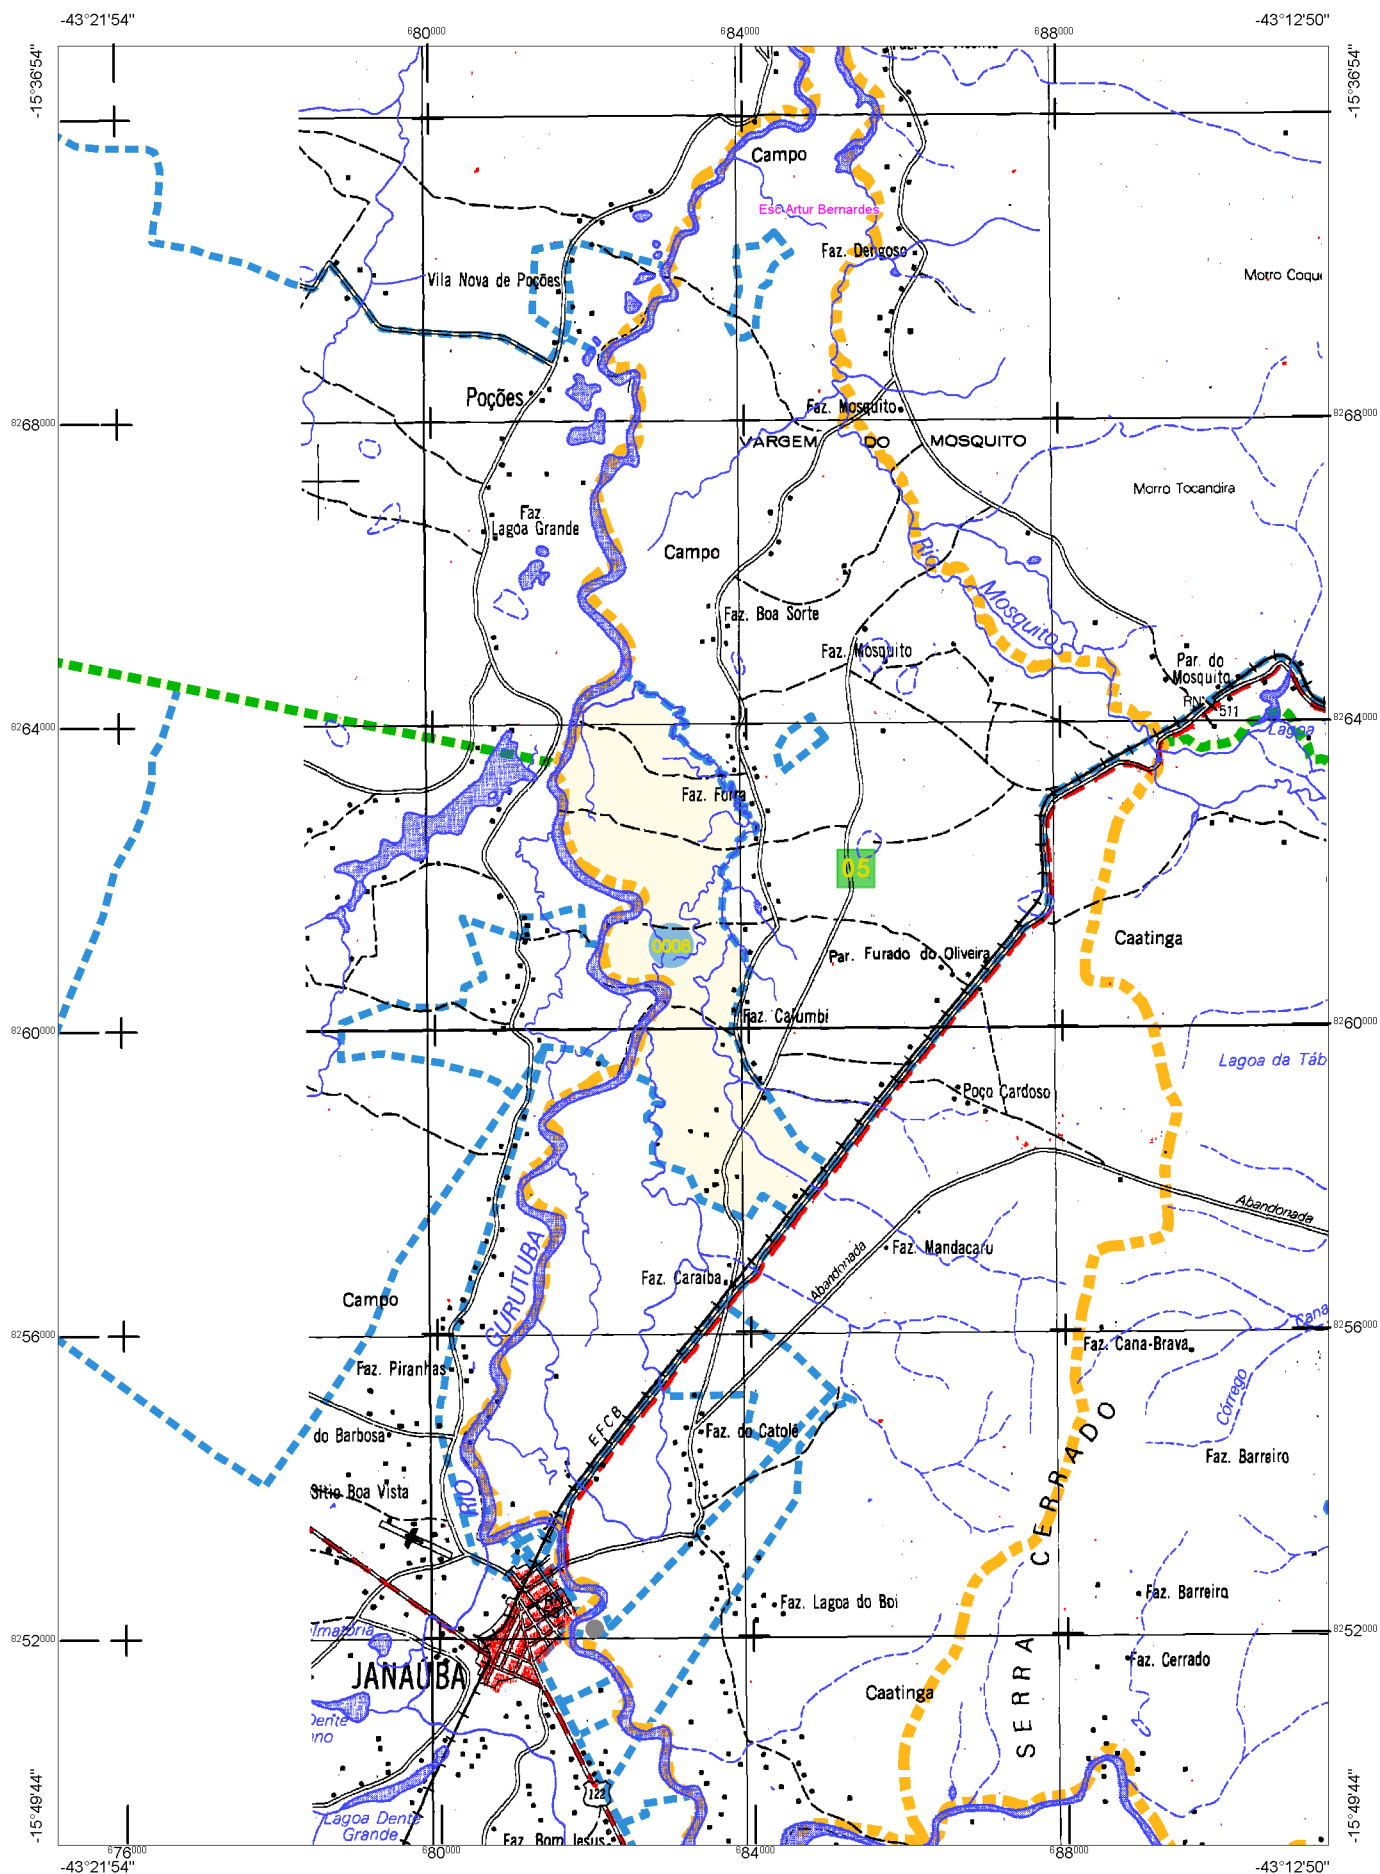 -43°21'54"
-43°12'50"
680000
684000
688000
-15°36'54"
-15°36'54"
Campo
Esc Artur Bernardes
Faz. Dengoso
Vila Nova de Poções
Morro Coqu
Poções
Faz. Mosquito
8268000
8268000
VARGEM DO MOSQUITO
Morro Tocandira
Faz.
Lagoa Grande
Campo
Rio Mosquito
Faz. Boa Sorte
Faz. Mosquito
Par. do
Mosquito
RN
511
8264000
8264000
Lagoa
Faz. Furra
05
0008
Caatinga
Par. Furado do Oliveira
Faz. Calumbi
8260000
8260000
Lagoa da Táb
Poço Cardoso
Abandonada
Faz. Mandacaru
Abandonada
Faz. Caraiba
RIO GURUTUBA
Campo
Cana
8256000
8256000
Faz. Cana-Brava
Faz. Piranhas
Córrego
EFCB
do Barbosa
Faz. do Catolé
Faz. Barreiro
Sitio Boa Vista
SERRA CERRADO
Faz. Barreiro
Faz. Lagoa do Boi
RN
8252000
8252000
JANAÚBA
Faz. Cerrado
Caatinga
Dente
ano
122
Lagoa Dente
Grande
Faz. Bom Jesus
-15°49'44"
-15°49'44"
676000
680000
684000
688000
-43°21'54"
-43°12'50"